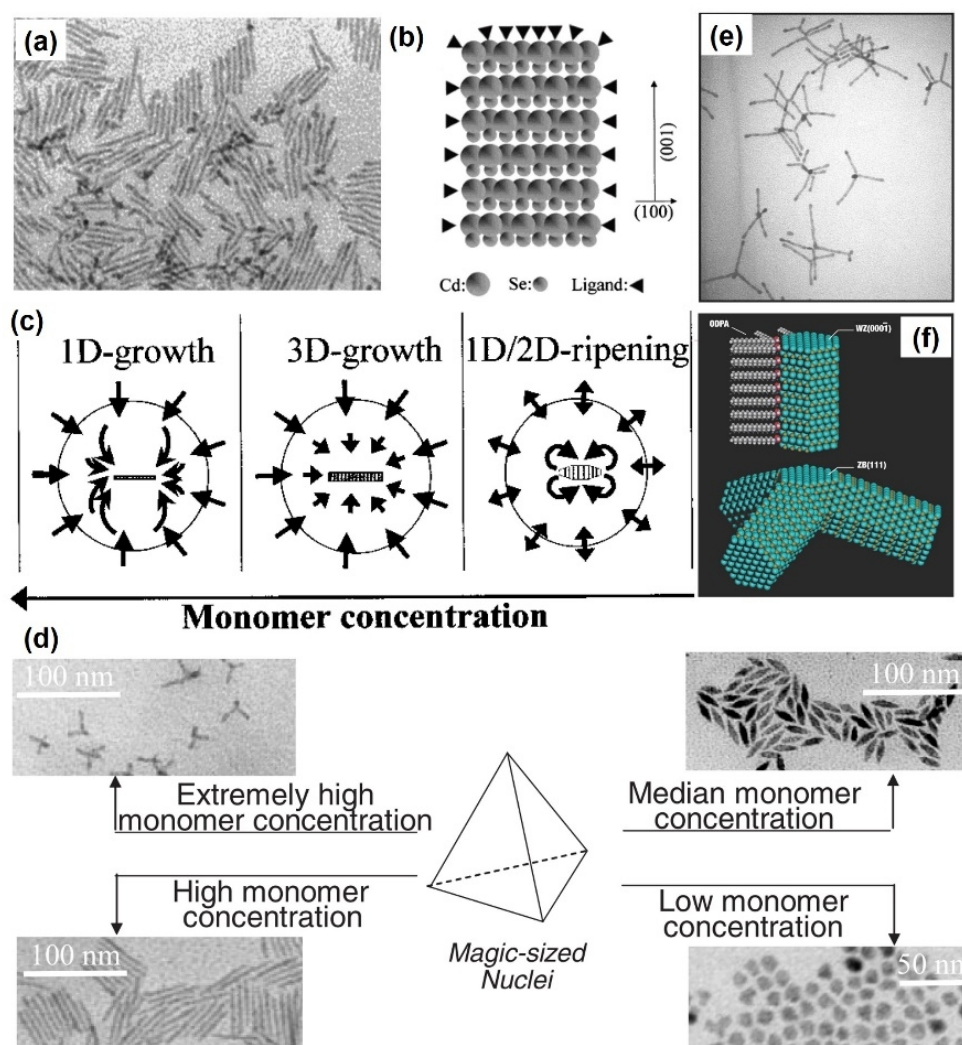 (a)
(b)
(001)
(100)
Cd:
Se:
Ligand:
(e)
(c)
1D-growth
3D-growth
1D/2D-ripening
Monomer concentration
ODPA
WZ(0001̄)
(f)
ZB(111)
(d)
100 nm
100 nm
Extremely high
monomer concentration
Median monomer
concentration
High monomer
concentration
Low monomer
concentration
100 nm
Magic-sized
Nuclei
50 nm